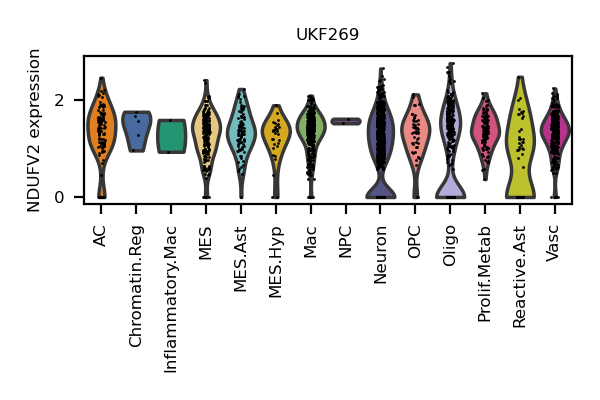 UKF269
NDUFV2 expression
2
0
AC
Chromatin.Reg
Inflammatory.Mac
MES
MES.Ast
MES.Hyp
Mac
NPC
Neuron
OPC
Oligo
Prolif.Metab
Reactive.Ast
Vasc